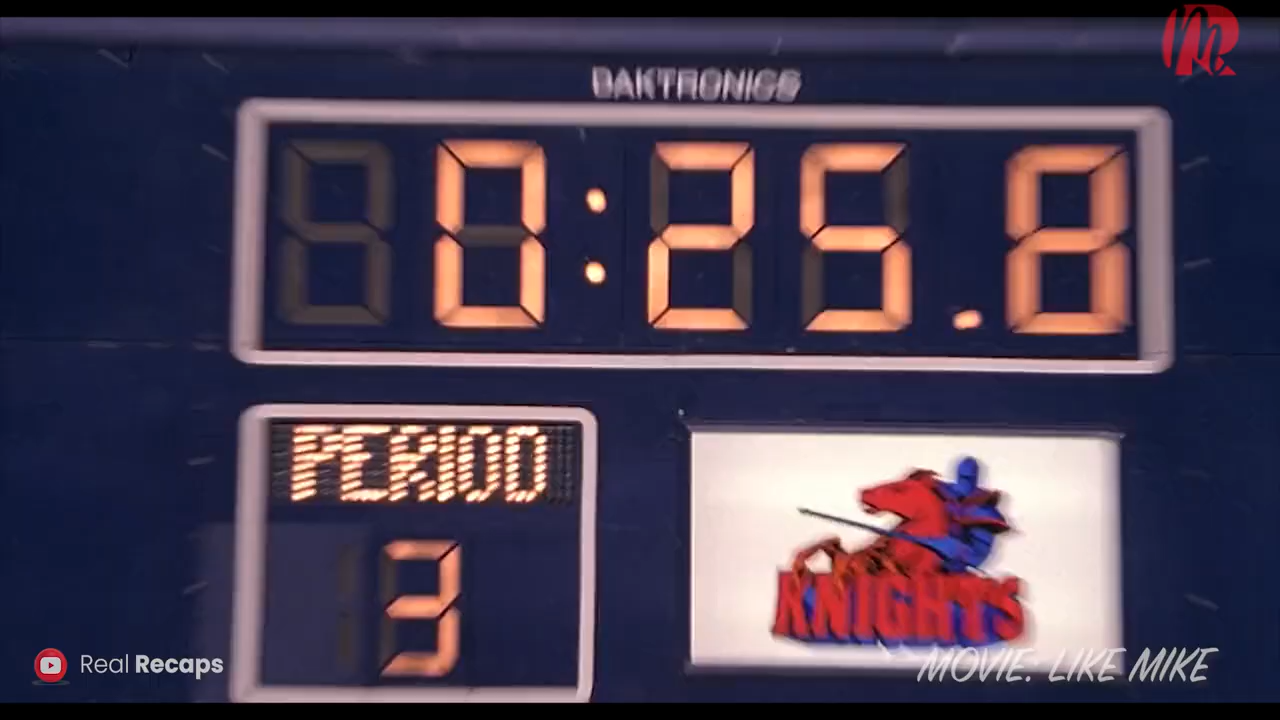 DAKTRONICS
0:25.8
PERIOD
3
KNIGHTS
Real Recaps
MOVIE: LIKE MIKE